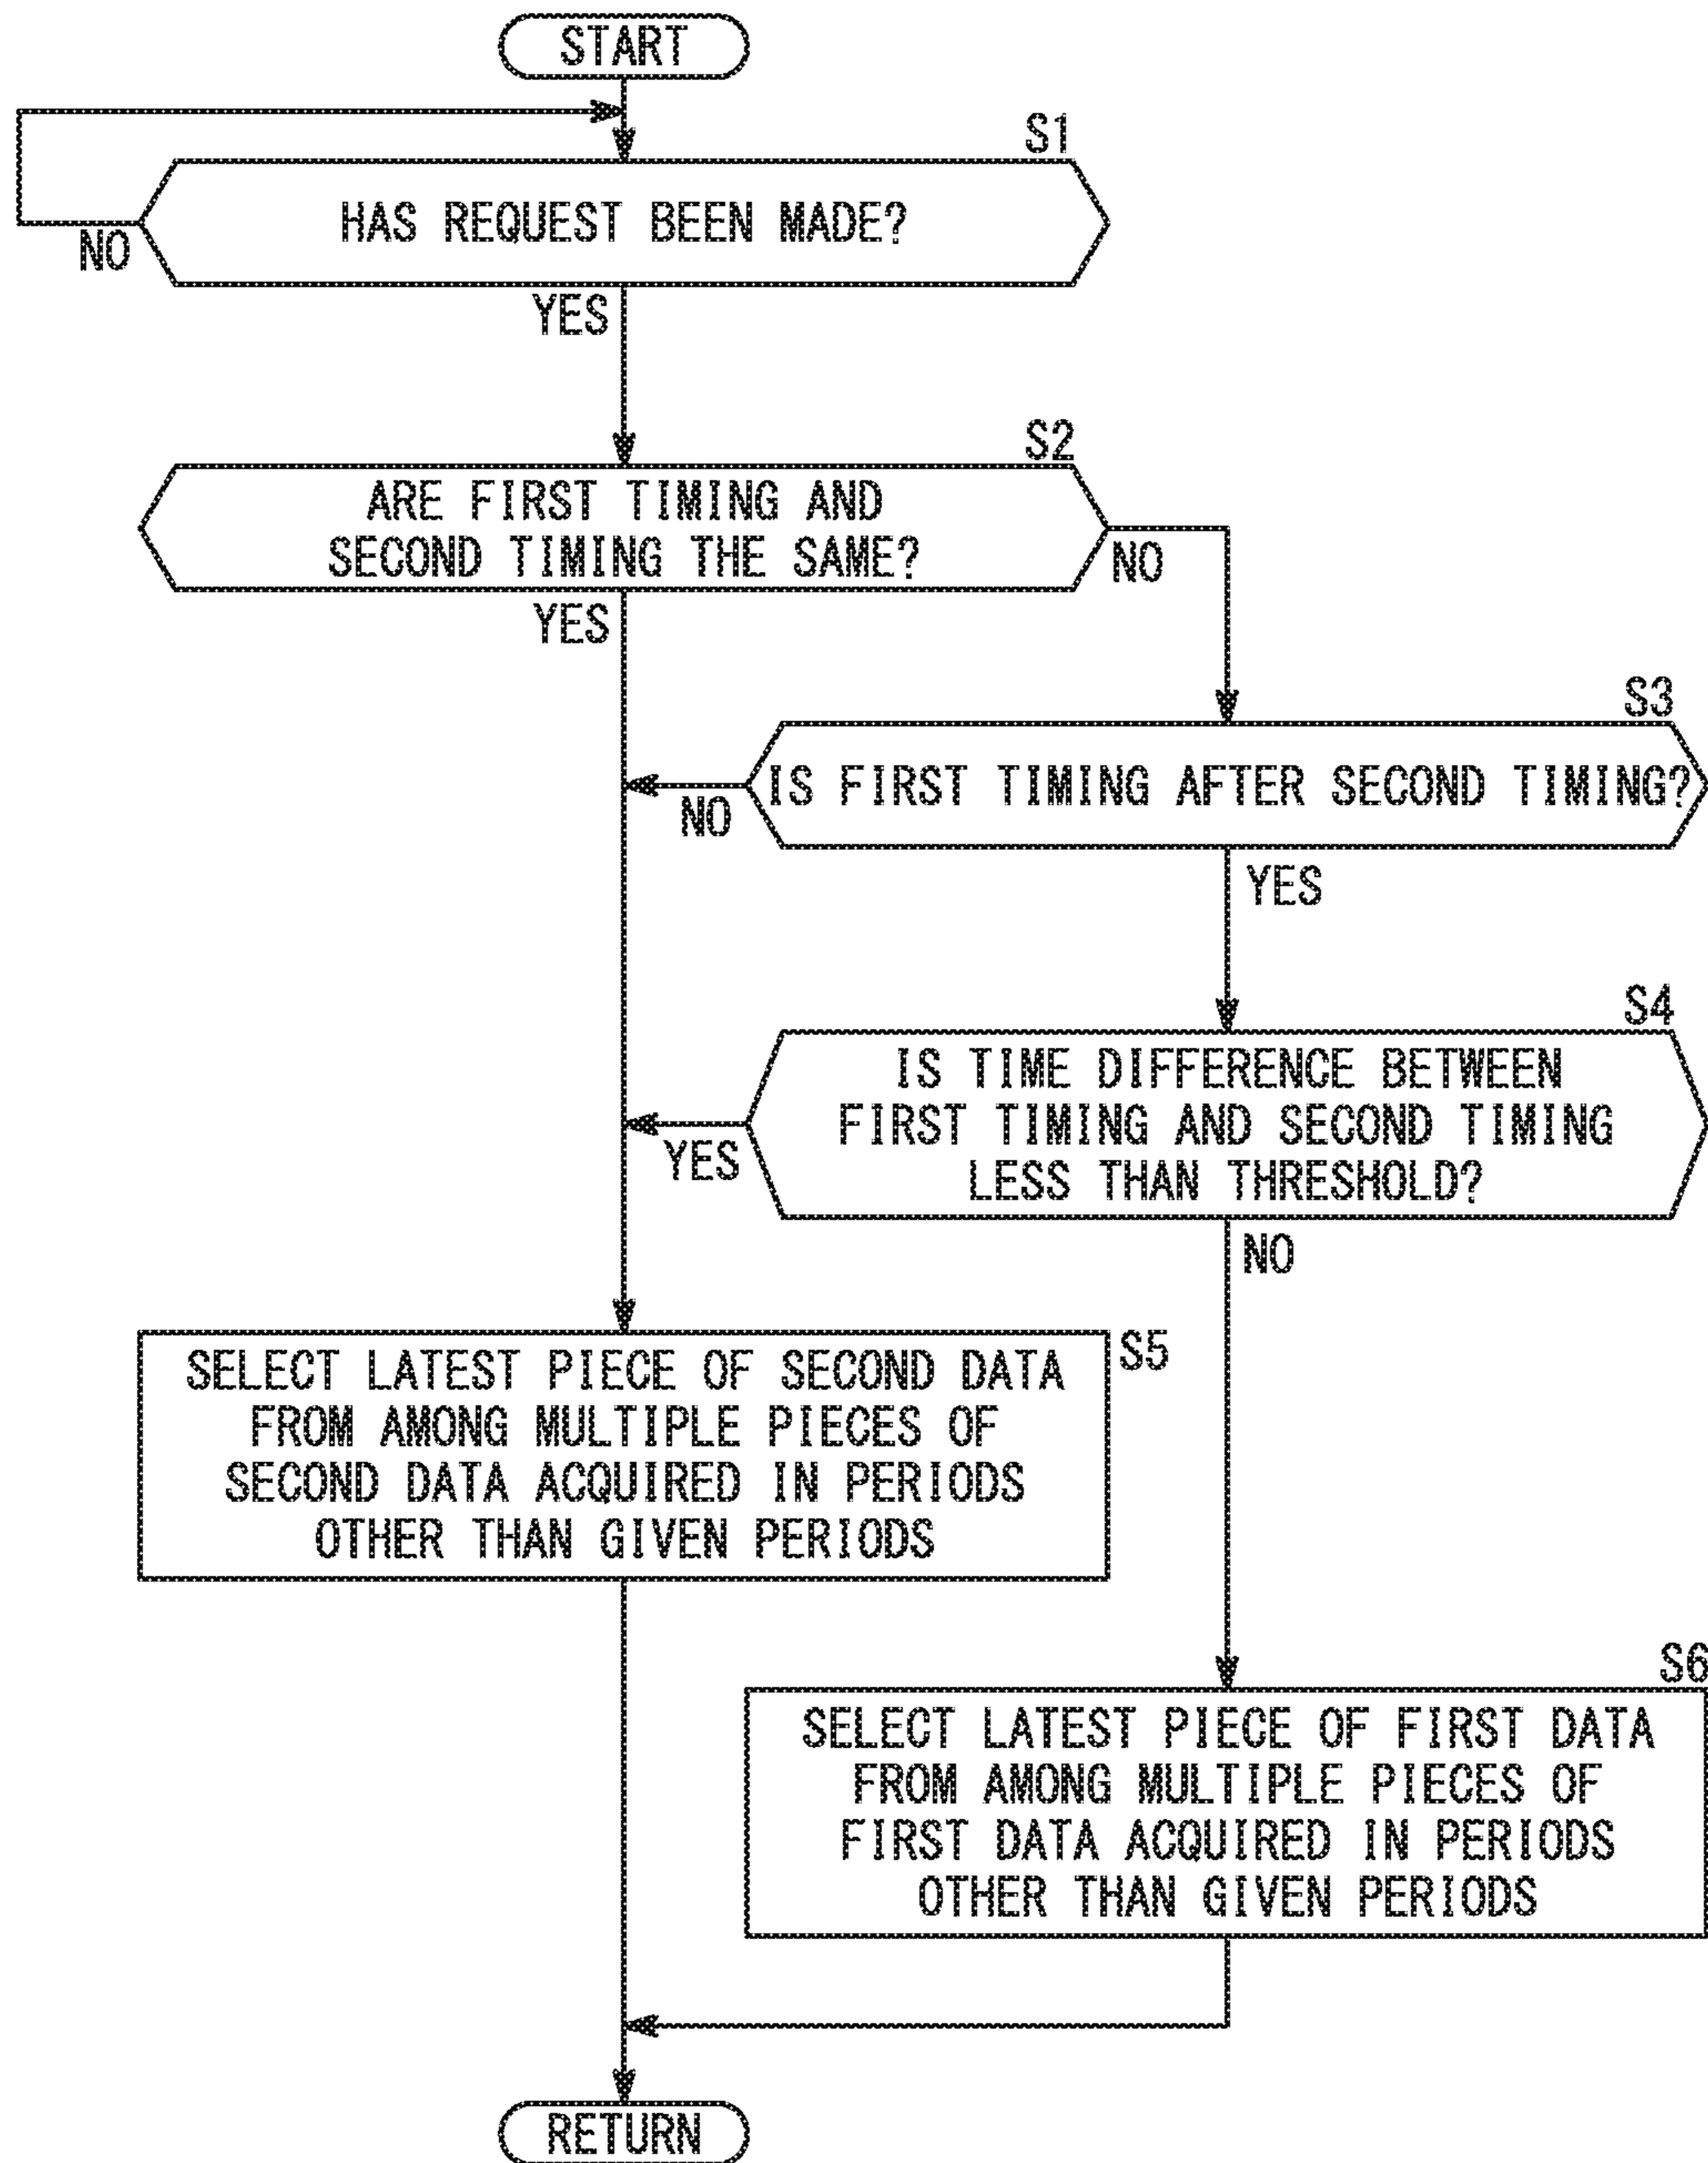 START
S1
HAS REQUEST BEEN MADE?
NO
YES
S2
ARE FIRST TIMING AND
SECOND TIMING THE SAME?
NO
YES
S3
IS FIRST TIMING AFTER SECOND TIMING?
NO
YES
S4
IS TIME DIFFERENCE BETWEEN
FIRST TIMING AND SECOND TIMING
LESS THAN THRESHOLD?
YES
NO
S5
SELECT LATEST PIECE OF SECOND DATA
FROM AMONG MULTIPLE PIECES OF
SECOND DATA ACQUIRED IN PERIODS
OTHER THAN GIVEN PERIODS
S6
SELECT LATEST PIECE OF FIRST DATA
FROM AMONG MULTIPLE PIECES OF
FIRST DATA ACQUIRED IN PERIODS
OTHER THAN GIVEN PERIODS
RETURN